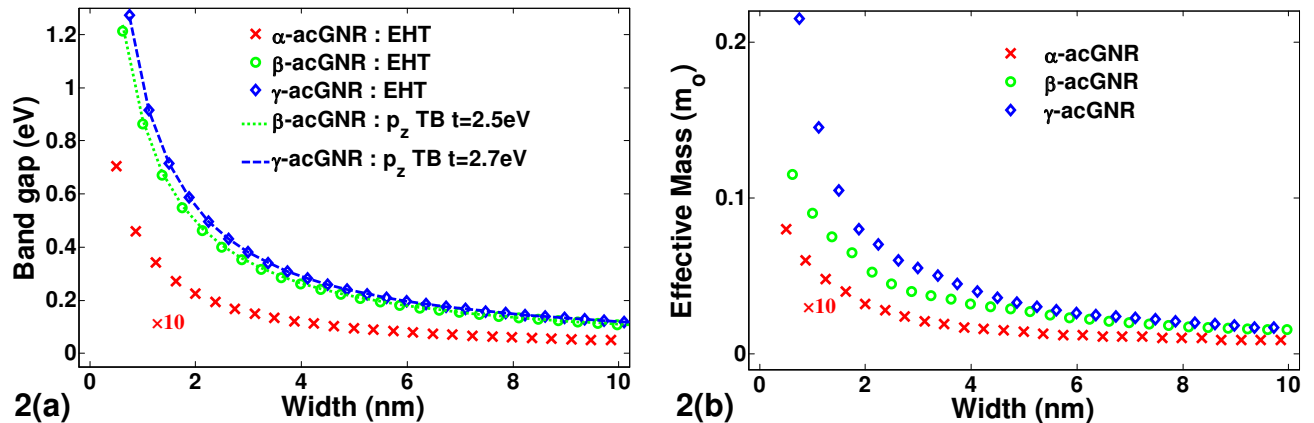 1.2
1
0.8
0.6
0.4
0.2
0
Band gap (eV)
α-acGNR : EHT
β-acGNR : EHT
γ-acGNR : EHT
β-acGNR : p_z TB t=2.5eV
γ-acGNR : p_z TB t=2.7eV
×10
0 2 4 6 8 10
Width (nm)
2(a)
0.2
0.1
0
Effective Mass (m_o)
α-acGNR
β-acGNR
γ-acGNR
×10
0 2 4 6 8 10
Width (nm)
2(b)